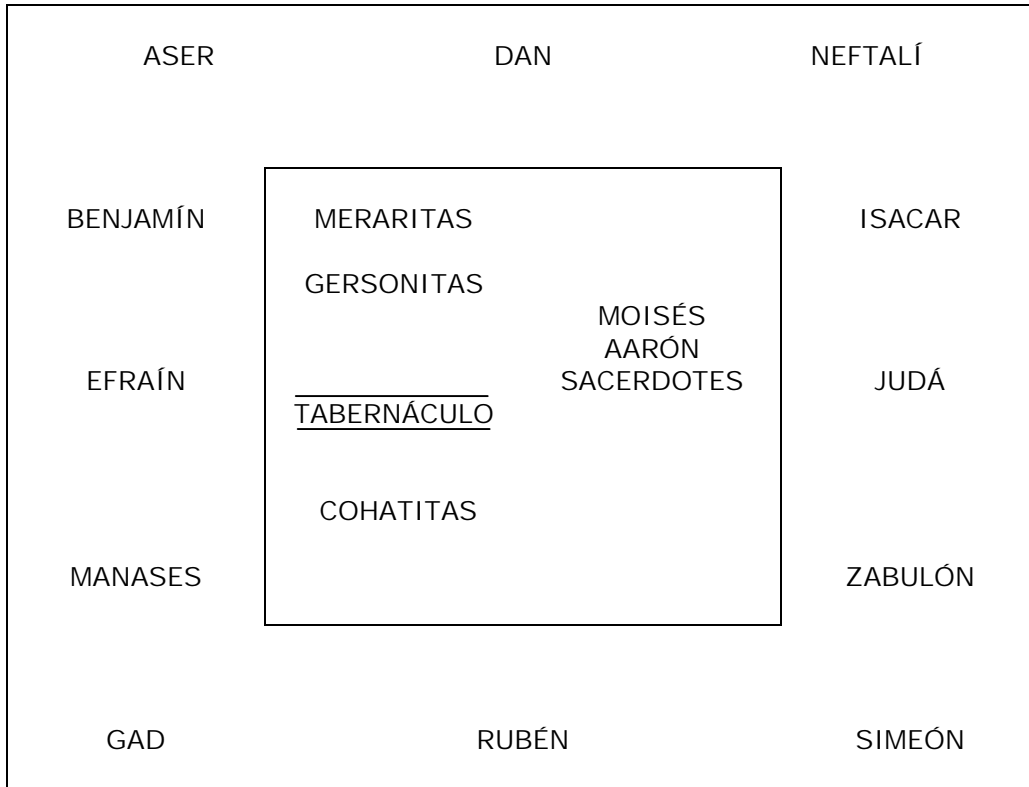 ASER DAN NEFTALÍ
BENJAMÍN MERARITAS ISACAR
GERSONITAS
MOISÉS
AARÓN
EFRAÍN SACERDOTES JUDÁ
TABERNÁCULO
COHATITAS
MANASES ZABULÓN
GAD RUBÉN SIMEÓN